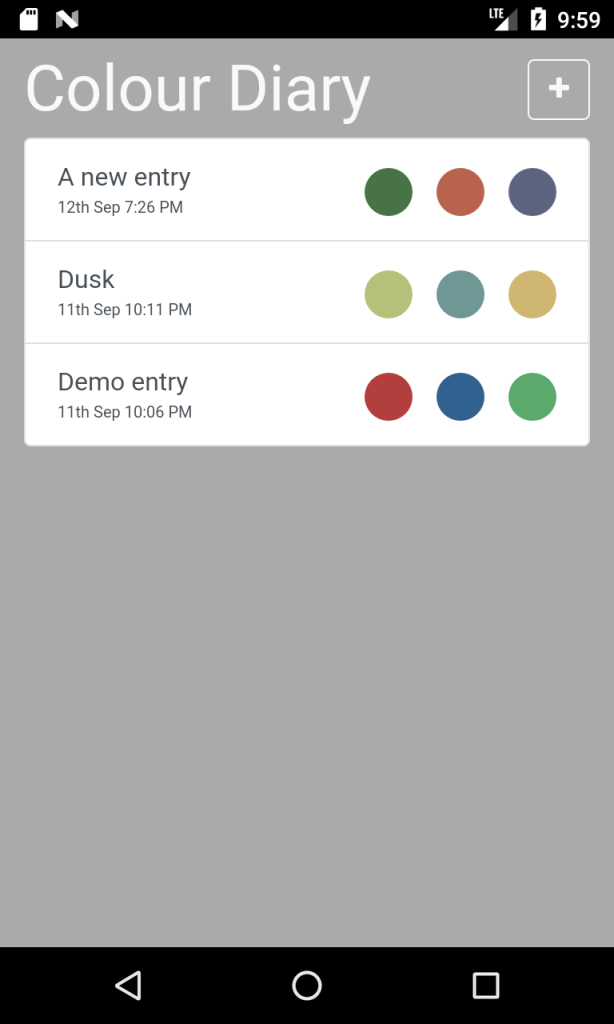 LTE 9:59
Colour Diary +
A new entry
12th Sep 7:26 PM
Dusk
11th Sep 10:11 PM
Demo entry
11th Sep 10:06 PM